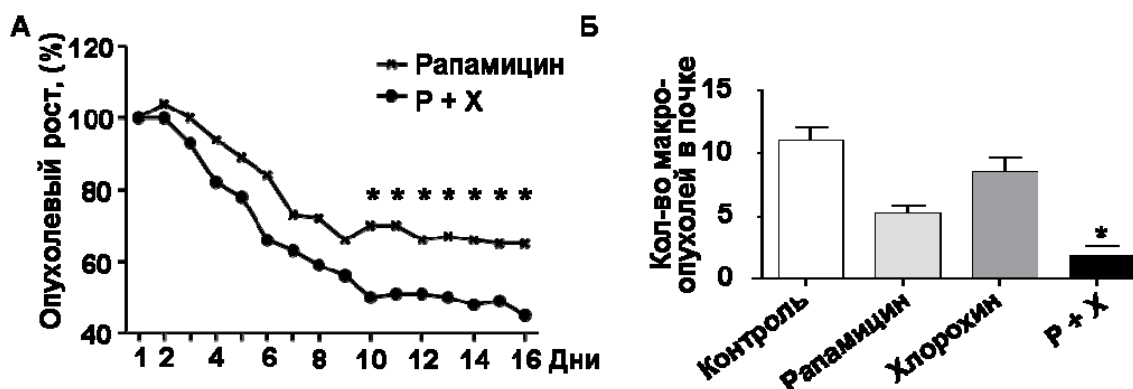 А
Опухолевый рост, (%)
120
100
80
60
40
Рапамицин
Р + Х
* * * * * * *
1 2 4 6 8 10 12 14 16 Дни
Б
Кол-во макро-
опухолей в почке
15
10
5
0
*
Контроль
Рапамицин
Хлорохин
Р + Х